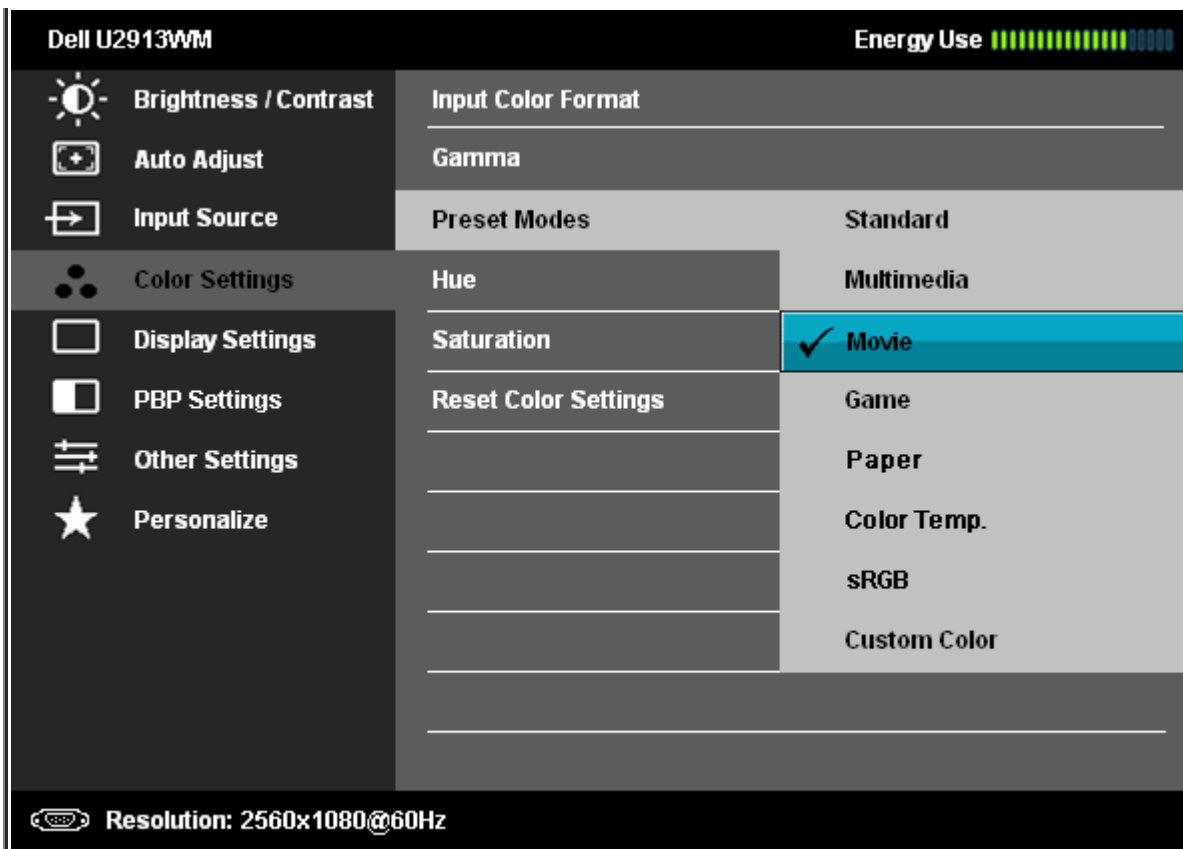 Dell U2913WM Energy Use
Brightness / Contrast Input Color Format
Auto Adjust Gamma
Input Source Preset Modes Standard
Color Settings Hue Multimedia
Display Settings Saturation Movie
PBP Settings Reset Color Settings Game
Other Settings Paper
Personalize Color Temp.
sRGB
Custom Color
Resolution: 2560x1080@60Hz